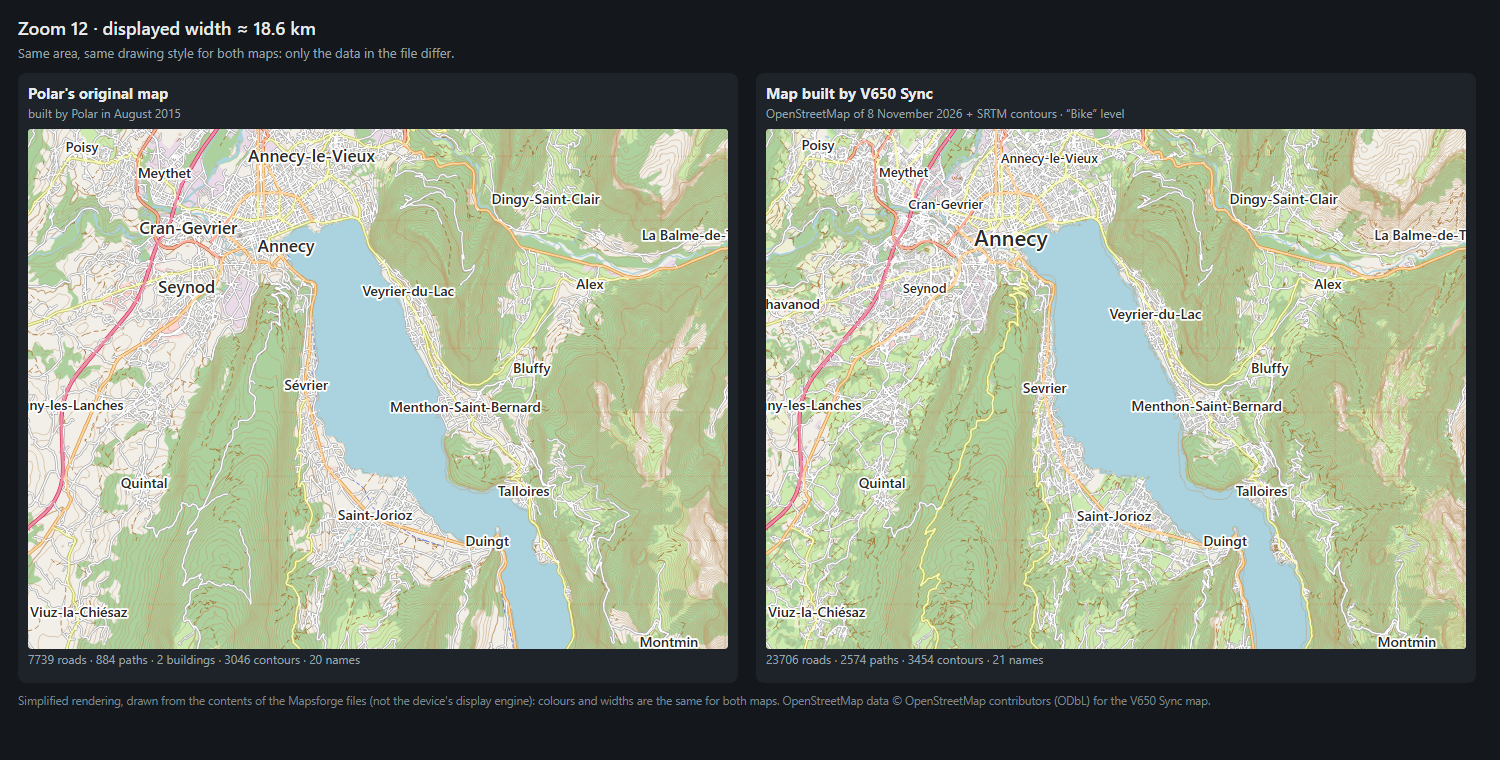 Zoom 12 · displayed width ≈ 18.6 km
Same area, same drawing style for both maps: only the data in the file differ.
Polar's original map
built by Polar in August 2015
Poisy
Annecy-le-Vieux
Meythet
Dingy-Saint-Clair
Cran-Gevrier
La Balme-de-T
Annecy
Alex
Seynod
Veyrier-du-Lac
Bluffy
Sévrier
ny-les-Lanches
Menthon-Saint-Bernard
Quintal
Talloires
Saint-Jorioz
Duingt
Viuz-la-Chiésaz
Montmin
7739 roads · 884 paths · 2 buildings · 3046 contours · 20 names
Map built by V650 Sync
OpenStreetMap of 8 November 2026 + SRTM contours · “Bike” level
Poisy
Annecy-le-Vieux
Meythet
Dingy-Saint-Clair
Cran-Gevrier
La Balme-de-T
Annecy
Alex
Seynod
havanod
Veyrier-du-Lac
Bluffy
Sevrier
ny-les-Lanches
Menthon-Saint-Bernard
Quintal
Talloires
Saint-Jorioz
Duingt
Viuz-la-Chiésaz
Montmin
23706 roads · 2574 paths · 3454 contours · 21 names
Simplified rendering, drawn from the contents of the Mapsforge files (not the device's display engine): colours and widths are the same for both maps. OpenStreetMap data © OpenStreetMap contributors (ODbL) for the V650 Sync map.